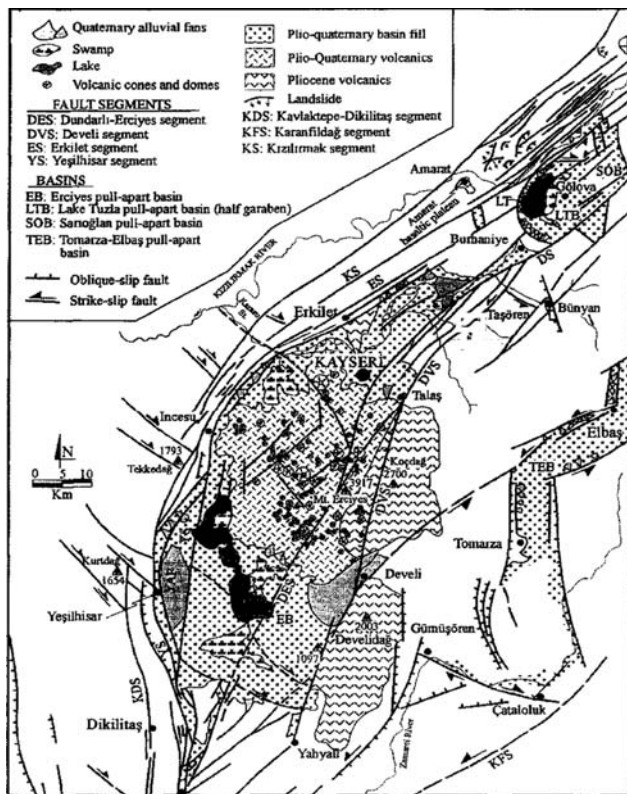 Quaternary alluvial fans
Swamp
Lake
Volcanic cones and domes
FAULT SEGMENTS
DES: Dundarlı-Erciyes segment
DVS: Develi segment
ES: Erkilet segment
YS: Yeşilhisar segment
BASINS
EB: Erciyes pull-apart basin
LTB: Lake Tuzla pull-apart basin (half garaben)
SOB: Sarıoğlan pull-apart basin
TEB: Tomarza-Elbaş pull-apart
basin
Oblique-slip fault
Strike-slip fault
Plio-quaternary basin fill
Plio-Quaternary volcanics
Pliocene volcanics
Landslide
KDS: Kavlaktepe-Dikilitaş segment
KFS: Karanfildağ segment
KS: Kızılırmak segment
Amarat
Amarat
basaltic plateau
SOB
Gölova
LT
LTB
Burhaniye
DS
KIZILIRMAK RIVER
KS
ES
Erkilet
Taşören
Bünyan
KAYSERİ
DVS
Talaş
Incesu
N
0 5 10
Km
1793
Tekkedağ
Elbaş
TEB
Koçdağ
2700
3917
Mt. Erciyes
DVS
Tomarza
Kurtdağ
1654
Yeşilhisar
DES
EB
Develi
2003
Develidağ
1097
Gümüşören
KDS
Dikilitaş
Yahyalı
Zamantı River
Çataloluk
KFS